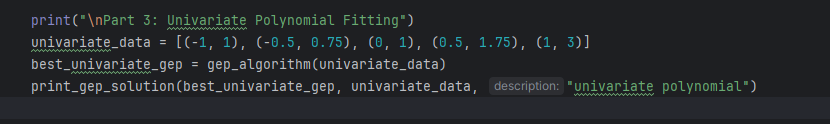 print("\nPart 3: Univariate Polynomial Fitting")
univariate_data = [(-1, 1), (-0.5, 0.75), (0, 1), (0.5, 1.75), (1, 3)]
best_univariate_gep = gep_algorithm(univariate_data)
print_gep_solution(best_univariate_gep, univariate_data, description: "univariate polynomial")